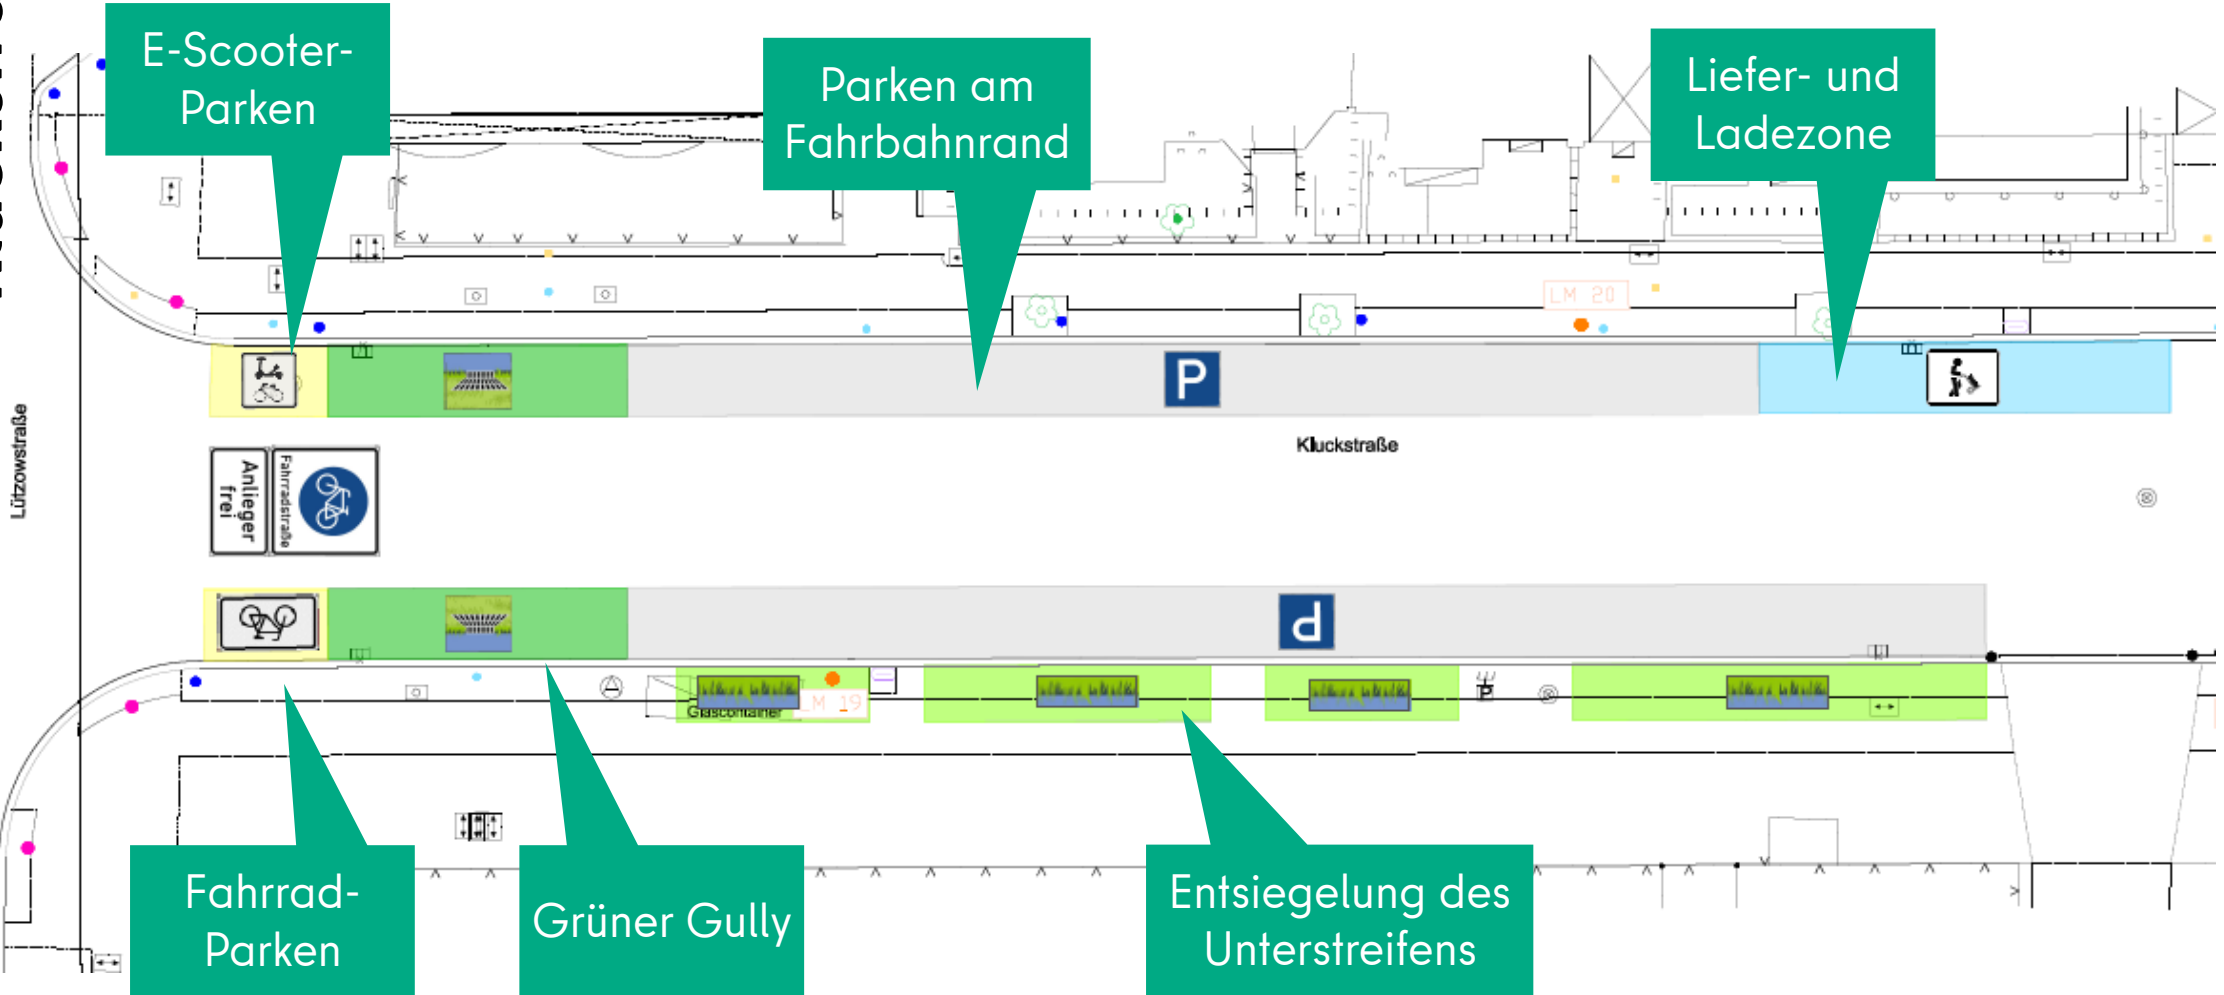 E-Scooter-
Parken
Parken am
Fahrbahnrand
Liefer- und
Ladezone
LM 20
P
Kluckstraße
Lützowstraße
Anlieger
frei
Fahrradstraße
P
Glascontainer
LM 19
P
Fahrrad-
Parken
Grüner Gully
Entsiegelung des
Unterstreifens